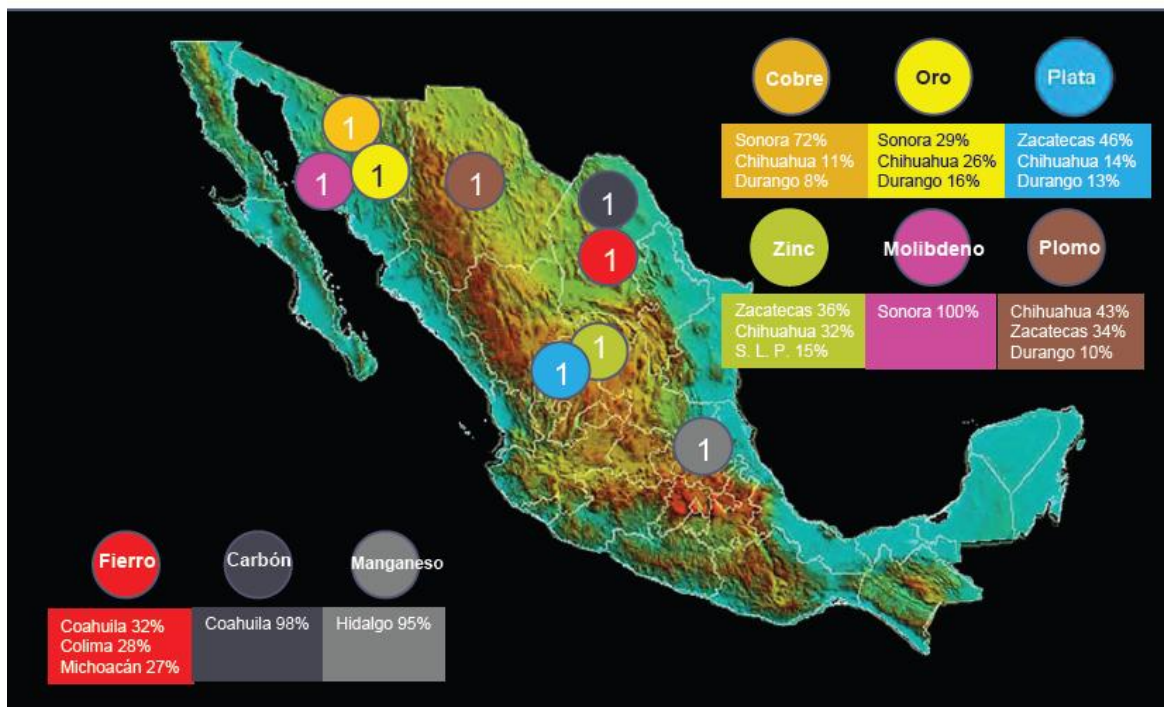 Cobre
Sonora 72%
Chihuahua 11%
Durango 8%
Oro
Sonora 29%
Chihuahua 26%
Durango 16%
Plata
Zacatecas 46%
Chihuahua 14%
Durango 13%
Zinc
Zacatecas 36%
Chihuahua 32%
S. L. P. 15%
Molibdeno
Sonora 100%
Plomo
Chihuahua 43%
Zacatecas 34%
Durango 10%
1
1
1
1
1
1
1
1
1
Fierro
Coahuila 32%
Colima 28%
Michoacán 27%
Carbón
Coahuila 98%
Manganeso
Hidalgo 95%